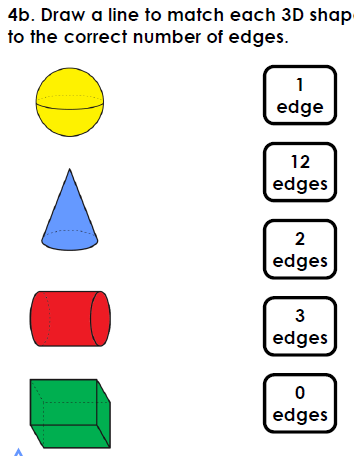 4b. Draw a line to match each 3D shap
to the correct number of edges.
1
edge
12
edges
2
edges
3
edges
0
edges